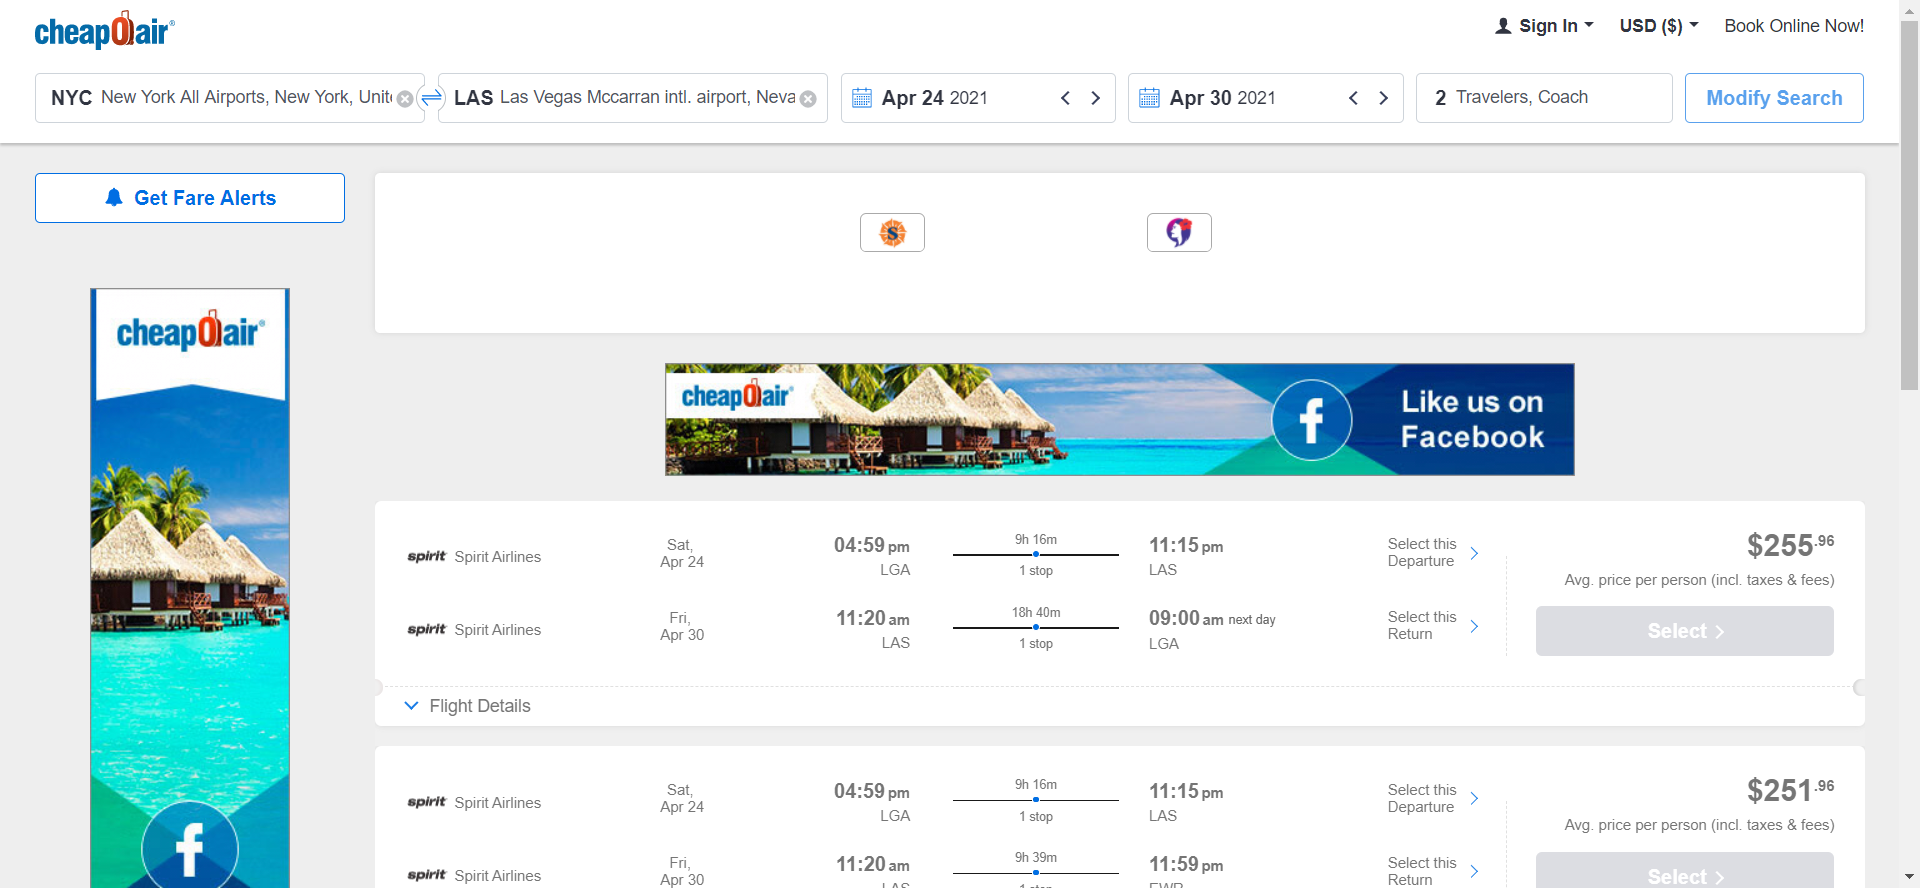 cheapOair®
Sign In
USD ($)
Book Online Now!
NYC New York All Airports, New York, Unit
LAS Las Vegas Mccarran intl. airport, Neva
Apr 24 2021
Apr 30 2021
2 Travelers, Coach
Modify Search
Get Fare Alerts
S
cheapOair®
cheapOair®
f
Like us on
Facebook
spirit Spirit Airlines
Sat,
Apr 24
04:59 pm
LGA
9h 16m
1 stop
11:15 pm
LAS
Select this
Departure
$255.96
Avg. price per person (incl. taxes & fees)
spirit Spirit Airlines
Fri,
Apr 30
11:20 am
LAS
18h 40m
1 stop
09:00 am next day
LGA
Select this
Return
Select
Flight Details
spirit Spirit Airlines
Sat,
Apr 24
04:59 pm
LGA
9h 16m
1 stop
11:15 pm
LAS
Select this
Departure
$251.96
Avg. price per person (incl. taxes & fees)
spirit Spirit Airlines
Fri,
Apr 30
11:20 am
LAS
9h 39m
1 stop
11:59 pm
EWR
Select this
Return
Select
f